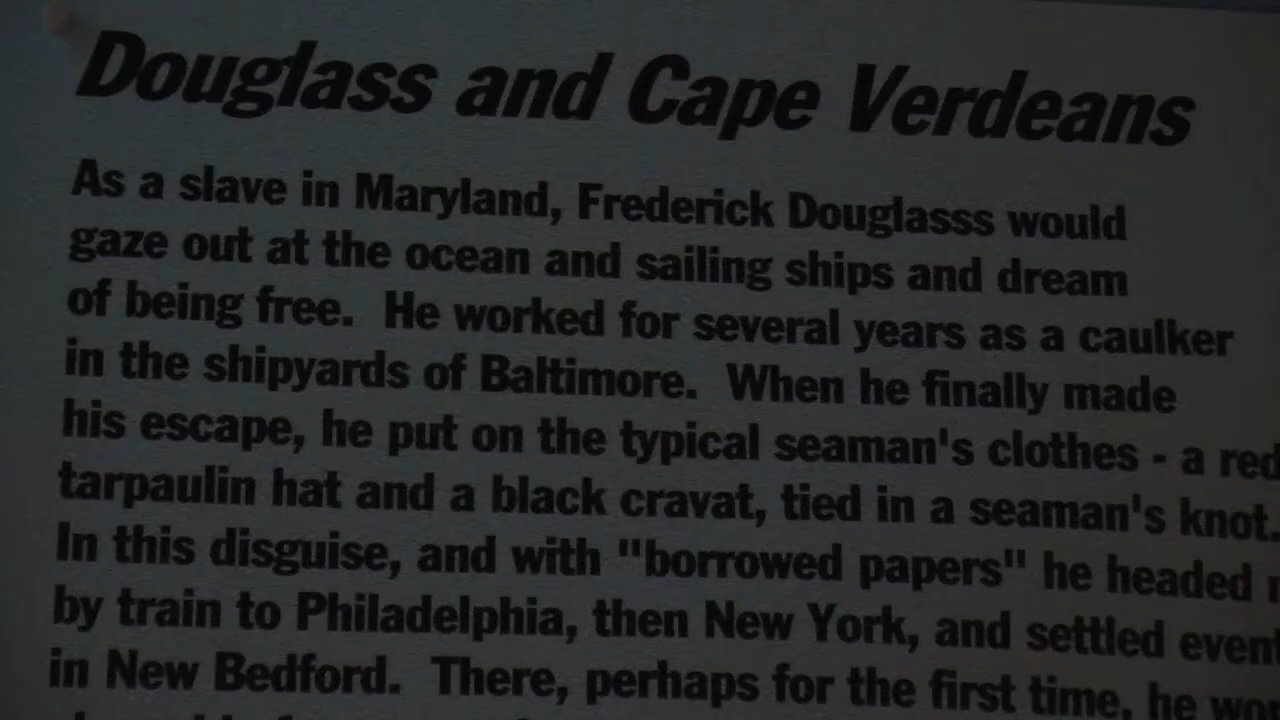 Douglass and Cape Verdeans
As a slave in Maryland, Frederick Douglasss would
gaze out at the ocean and sailing ships and dream
of being free. He worked for several years as a caulker
in the shipyards of Baltimore. When he finally made
his escape, he put on the typical seaman's clothes - a red
tarpaulin hat and a black cravat, tied in a seaman's knot.
In this disguise, and with "borrowed papers" he headed
by train to Philadelphia, then New York, and settled
in New Bedford. There, perhaps for the first time, he